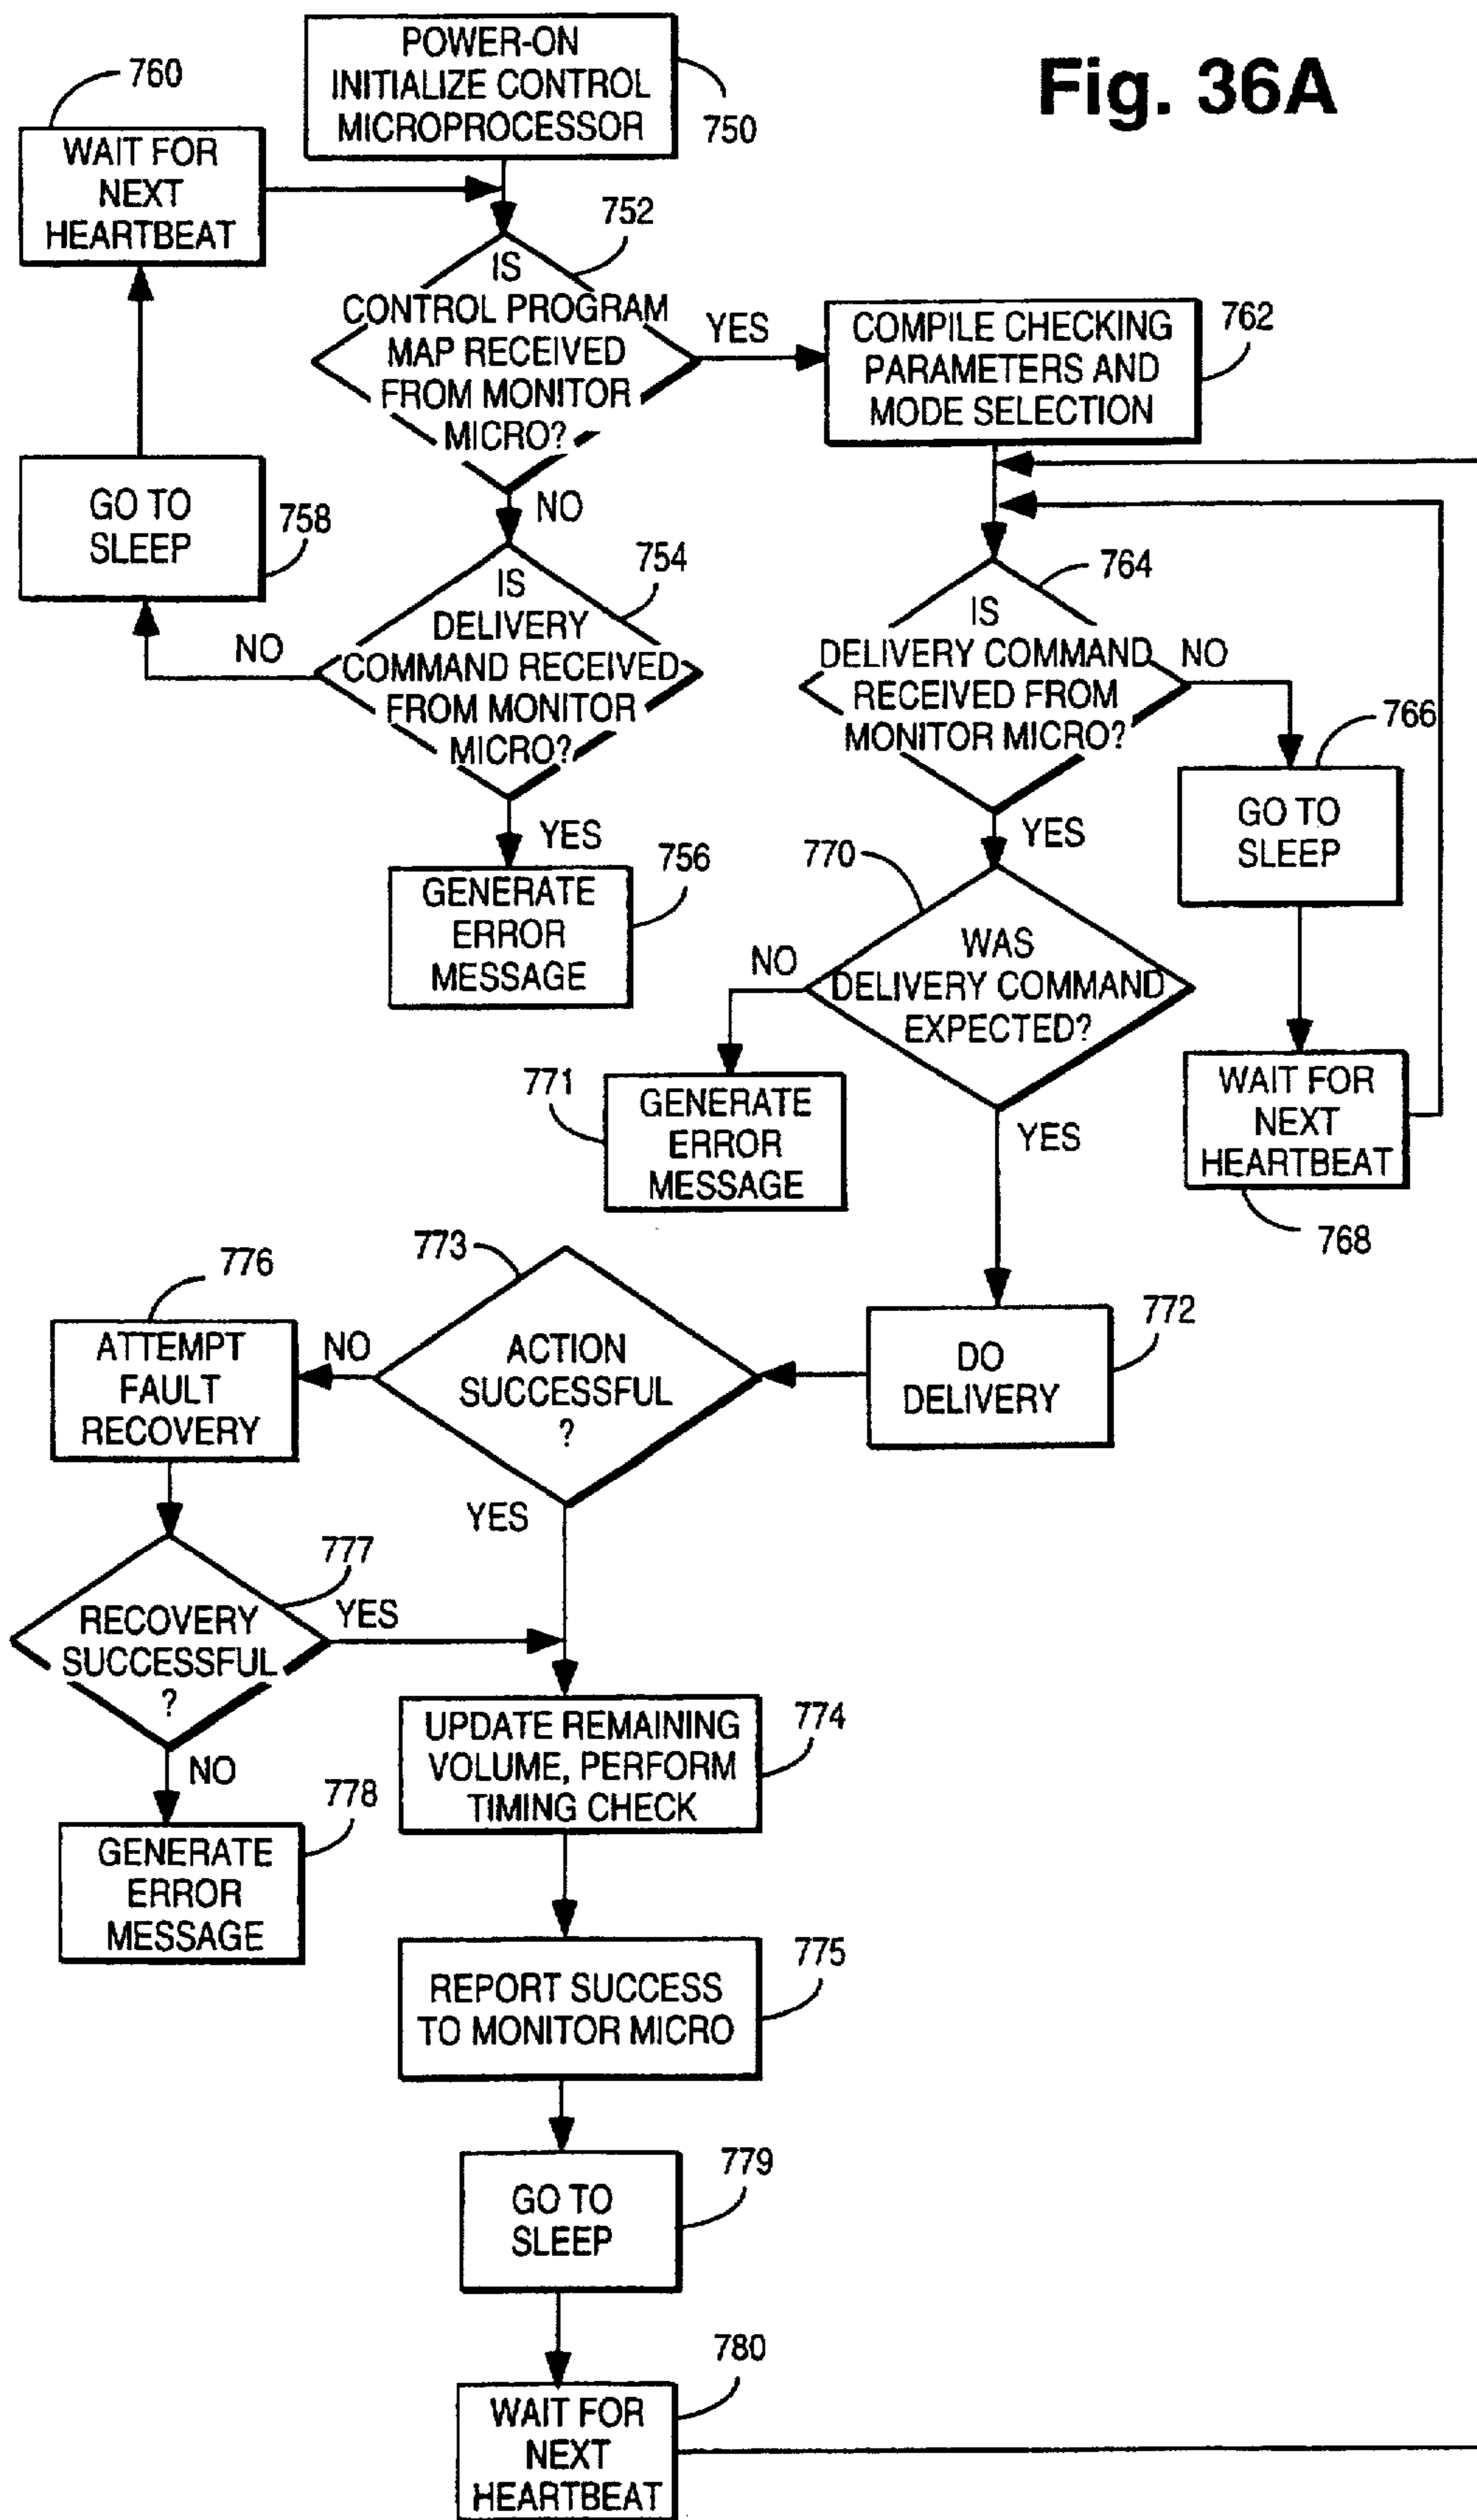 Fig. 36A
POWER-ON
INITIALIZE CONTROL
MICROPROCESSOR
750
760
WAIT FOR
NEXT
HEARTBEAT
752
IS
CONTROL PROGRAM
MAP RECEIVED
FROM MONITOR
MICRO?
YES
NO
COMPILE CHECKING
PARAMETERS AND
MODE SELECTION
762
GO TO
SLEEP
758
754
IS
DELIVERY
COMMAND RECEIVED
FROM MONITOR
MICRO?
NO
YES
764
IS
DELIVERY COMMAND
RECEIVED FROM
MONITOR MICRO?
NO
YES
766
GO TO
SLEEP
GENERATE
ERROR
MESSAGE
756
770
WAS
DELIVERY COMMAND
EXPECTED?
NO
YES
771
GENERATE
ERROR
MESSAGE
WAIT FOR
NEXT
HEARTBEAT
768
772
DO
DELIVERY
773
ACTION
SUCCESSFUL
?
NO
YES
776
ATTEMPT
FAULT
RECOVERY
777
RECOVERY
SUCCESSFUL
?
YES
NO
778
GENERATE
ERROR
MESSAGE
UPDATE REMAINING
VOLUME, PERFORM
TIMING CHECK
774
REPORT SUCCESS
TO MONITOR MICRO
775
GO TO
SLEEP
779
WAIT FOR
NEXT
HEARTBEAT
780